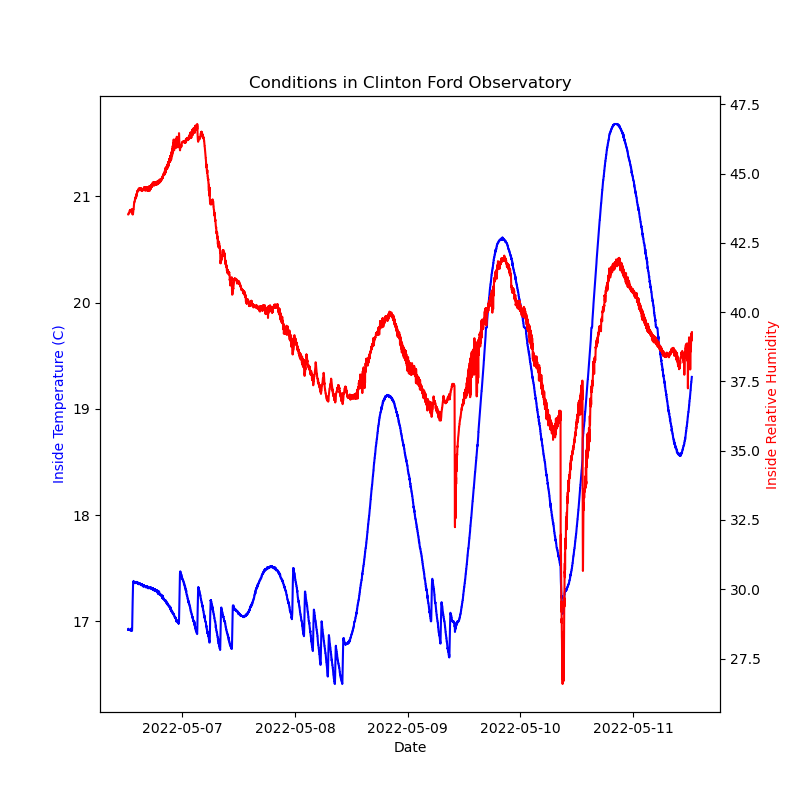 Conditions in Clinton Ford Observatory
47.5
45.0
42.5
40.0
37.5
35.0
32.5
30.0
27.5
21
20
19
18
17
Inside Temperature (C)
Inside Relative Humidity
2022-05-07 2022-05-08 2022-05-09 2022-05-10 2022-05-11
Date